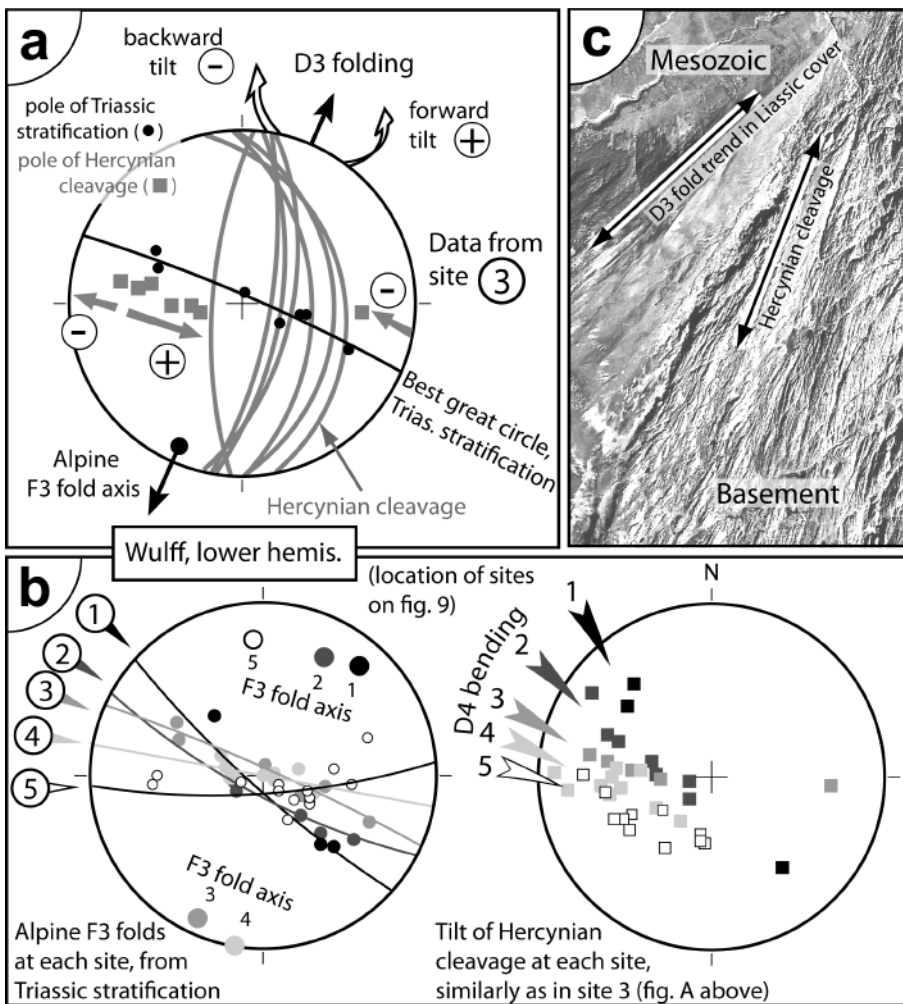 a
backward
tilt
-
D3 folding
forward
tilt
+
pole of Triassic
stratification (●)
pole of Hercynian
cleavage (■)
Data from
site 3
-
-
+
Best great circle,
Trias. stratification
Alpine
F3 fold axis
Hercynian cleavage
c
Mesozoic
D3 fold trend in Liassic cover
Hercynian cleavage
Basement
Wulff, lower hemis.
b
(location of sites
on fig. 9)
1
2
3
4
5
5
2
1
F3 fold axis
F3 fold axis
3
4
Alpine F3 folds
at each site, from
Triassic stratification
N
D4 bending
1
2
3
4
5
Tilt of Hercynian
cleavage at each site,
similarly as in site 3 (fig. A above)